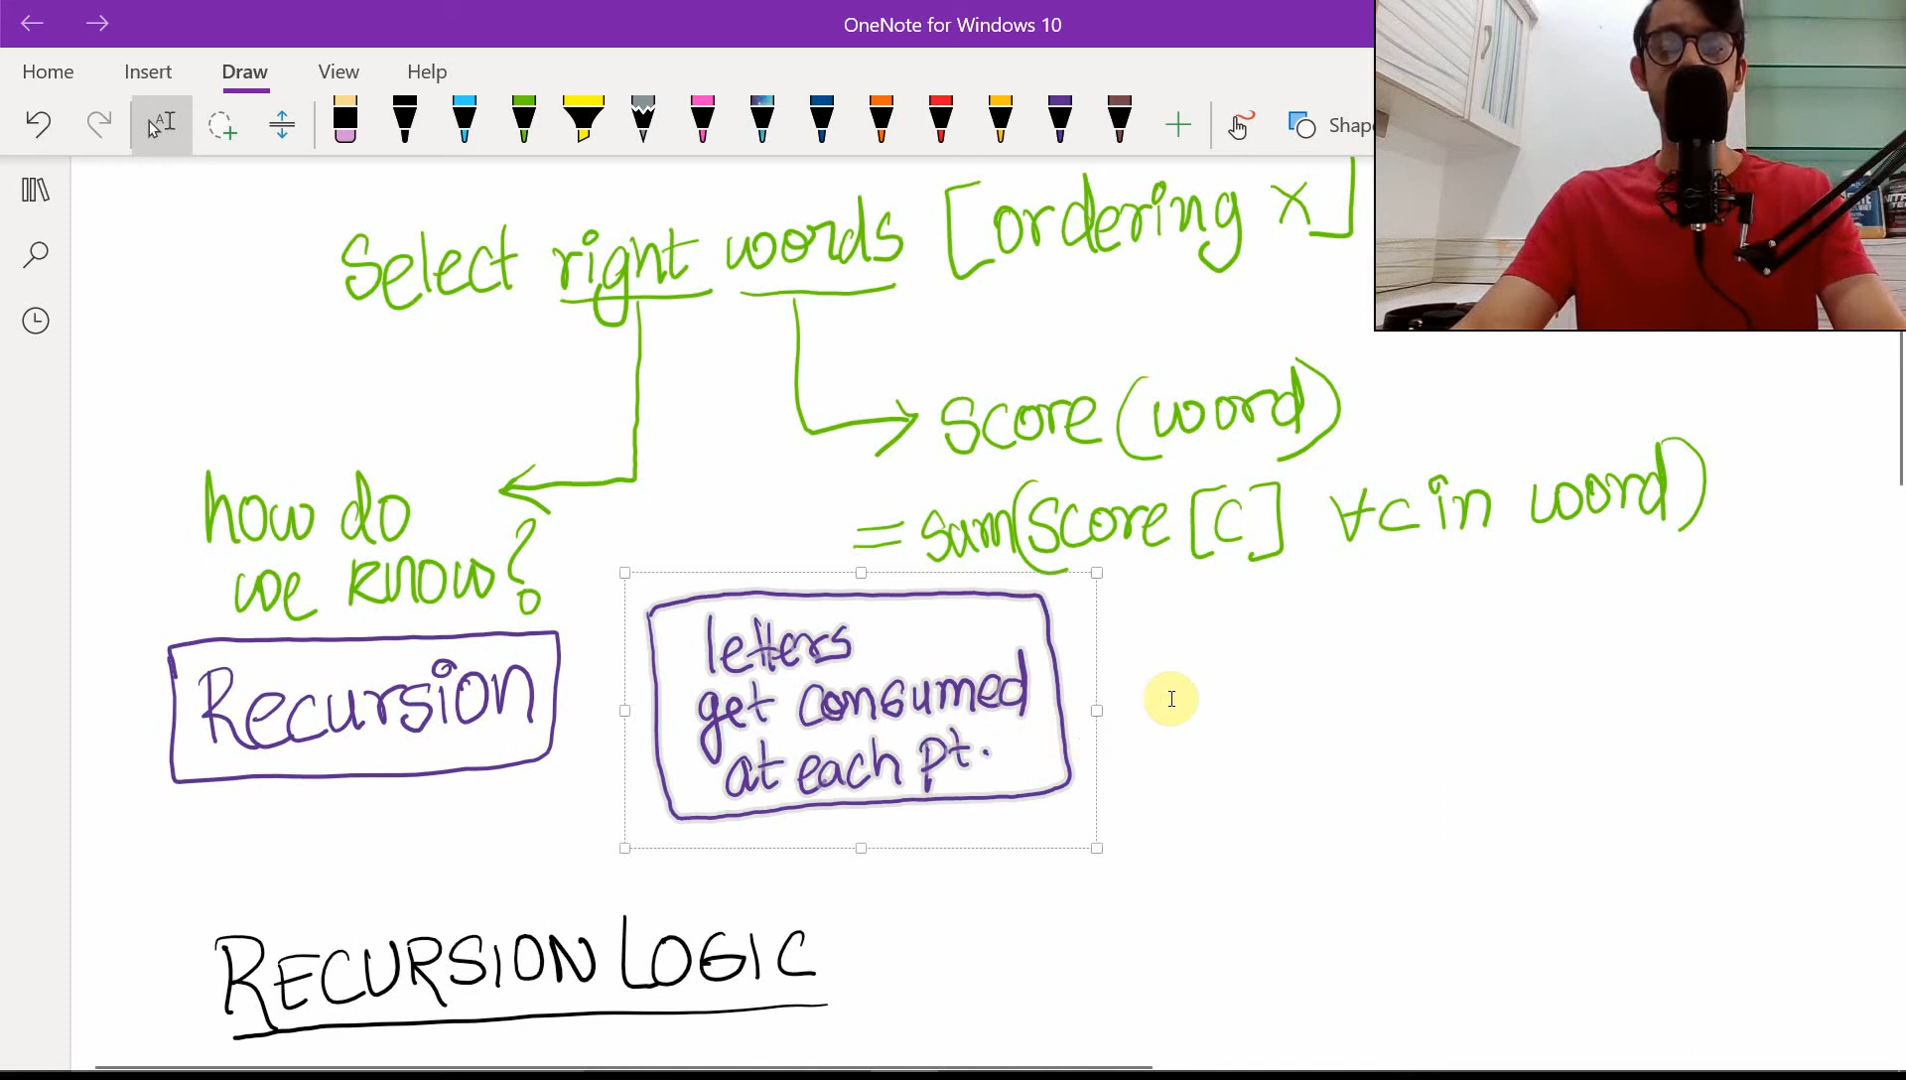 OneNote for Windows 10
Home Insert Draw View Help
Shap
Select right words [ordering X]
Score(word)
= sum(score[c] ∀c in word)
how do
we know?
Recursion
letters
get consumed
at each pt.
RECURSION LOGIC